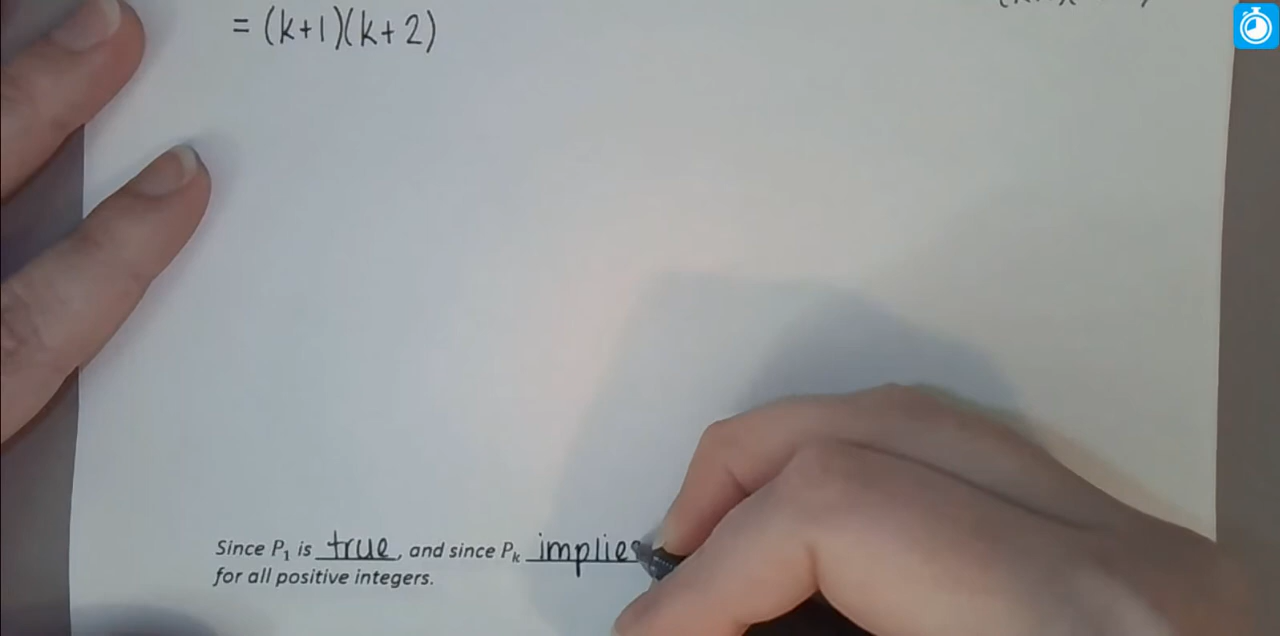 = (k+1)(k+2)
Since P₁ is true, and since Pₖ implies
for all positive integers.